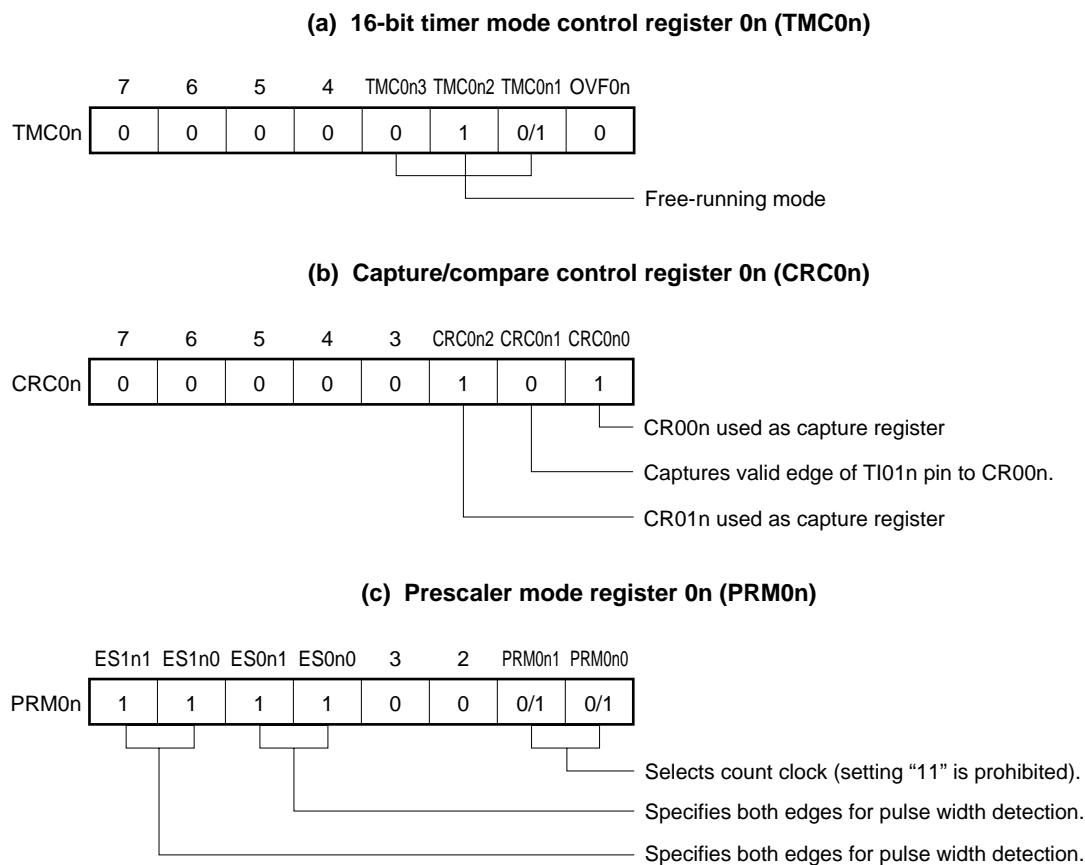 (a) 16-bit timer mode control register 0n (TMC0n)
7 6 5 4 TMC0n3 TMC0n2 TMC0n1 OVF0n
TMC0n 0 0 0 0 0 1 0/1 0
Free-running mode
(b) Capture/compare control register 0n (CRC0n)
7 6 5 4 3 CRC0n2 CRC0n1 CRC0n0
CRC0n 0 0 0 0 0 1 0 1
CR00n used as capture register
Captures valid edge of TI01n pin to CR00n.
CR01n used as capture register
(c) Prescaler mode register 0n (PRM0n)
ES1n1 ES1n0 ES0n1 ES0n0 3 2 PRM0n1 PRM0n0
PRM0n 1 1 1 1 0 0 0/1 0/1
Selects count clock (setting “11” is prohibited).
Specifies both edges for pulse width detection.
Specifies both edges for pulse width detection.